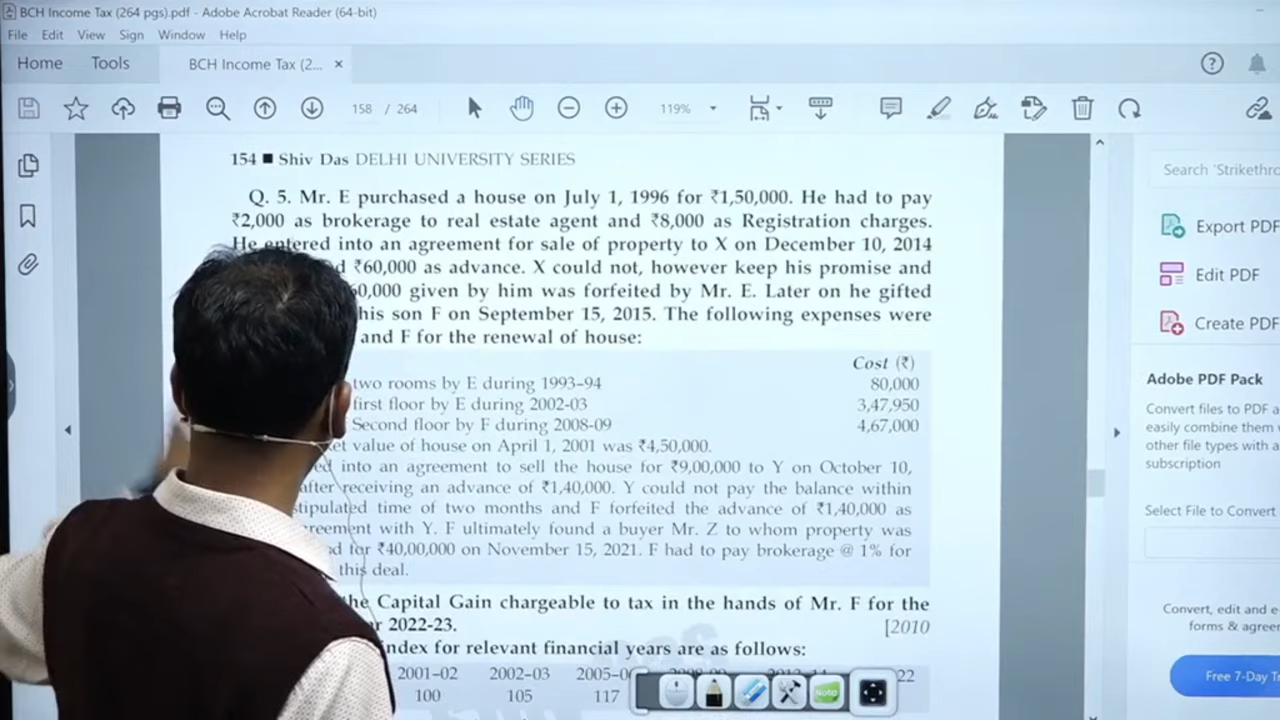 BCH Income Tax (264 pgs).pdf - Adobe Acrobat Reader (64-bit)
File Edit View Sign Window Help
Home Tools BCH Income Tax (2... ×
158 / 264 119%
154 ■ Shiv Das DELHI UNIVERSITY SERIES
Q. 5. Mr. E purchased a house on July 1, 1996 for ₹1,50,000. He had to pay
₹2,000 as brokerage to real estate agent and ₹8,000 as Registration charges.
He entered into an agreement for sale of property to X on December 10, 2014
₹60,000 as advance. X could not, however keep his promise and
given by him was forfeited by Mr. E. Later on he gifted
his son F on September 15, 2015. The following expenses were
and F for the renewal of house:
Cost (₹)
two rooms by E during 1993–94 80,000
first floor by E during 2002-03 3,47,950
Second floor by F during 2008-09 4,67,000
value of house on April 1, 2001 was ₹4,50,000.
into an agreement to sell the house for ₹9,00,000 to Y on October 10,
after receiving an advance of ₹1,40,000. Y could not pay the balance within
time of two months and F forfeited the advance of ₹1,40,000 as
with Y. F ultimately found a buyer Mr. Z to whom property was
for ₹40,00,000 on November 15, 2021. F had to pay brokerage @ 1% for
this deal.
the Capital Gain chargeable to tax in the hands of Mr. F for the
2022-23. [2010
index for relevant financial years are as follows:
2001–02 2002–03
100 105 117
Search 'Strikethro
Export PDF
Edit PDF
Create PDF
Adobe PDF Pack
Convert files to PDF a
easily combine them
other file types with a
subscription
Select File to Convert
Convert, edit and e-
forms & agreem
Free 7-Day Tr
Note